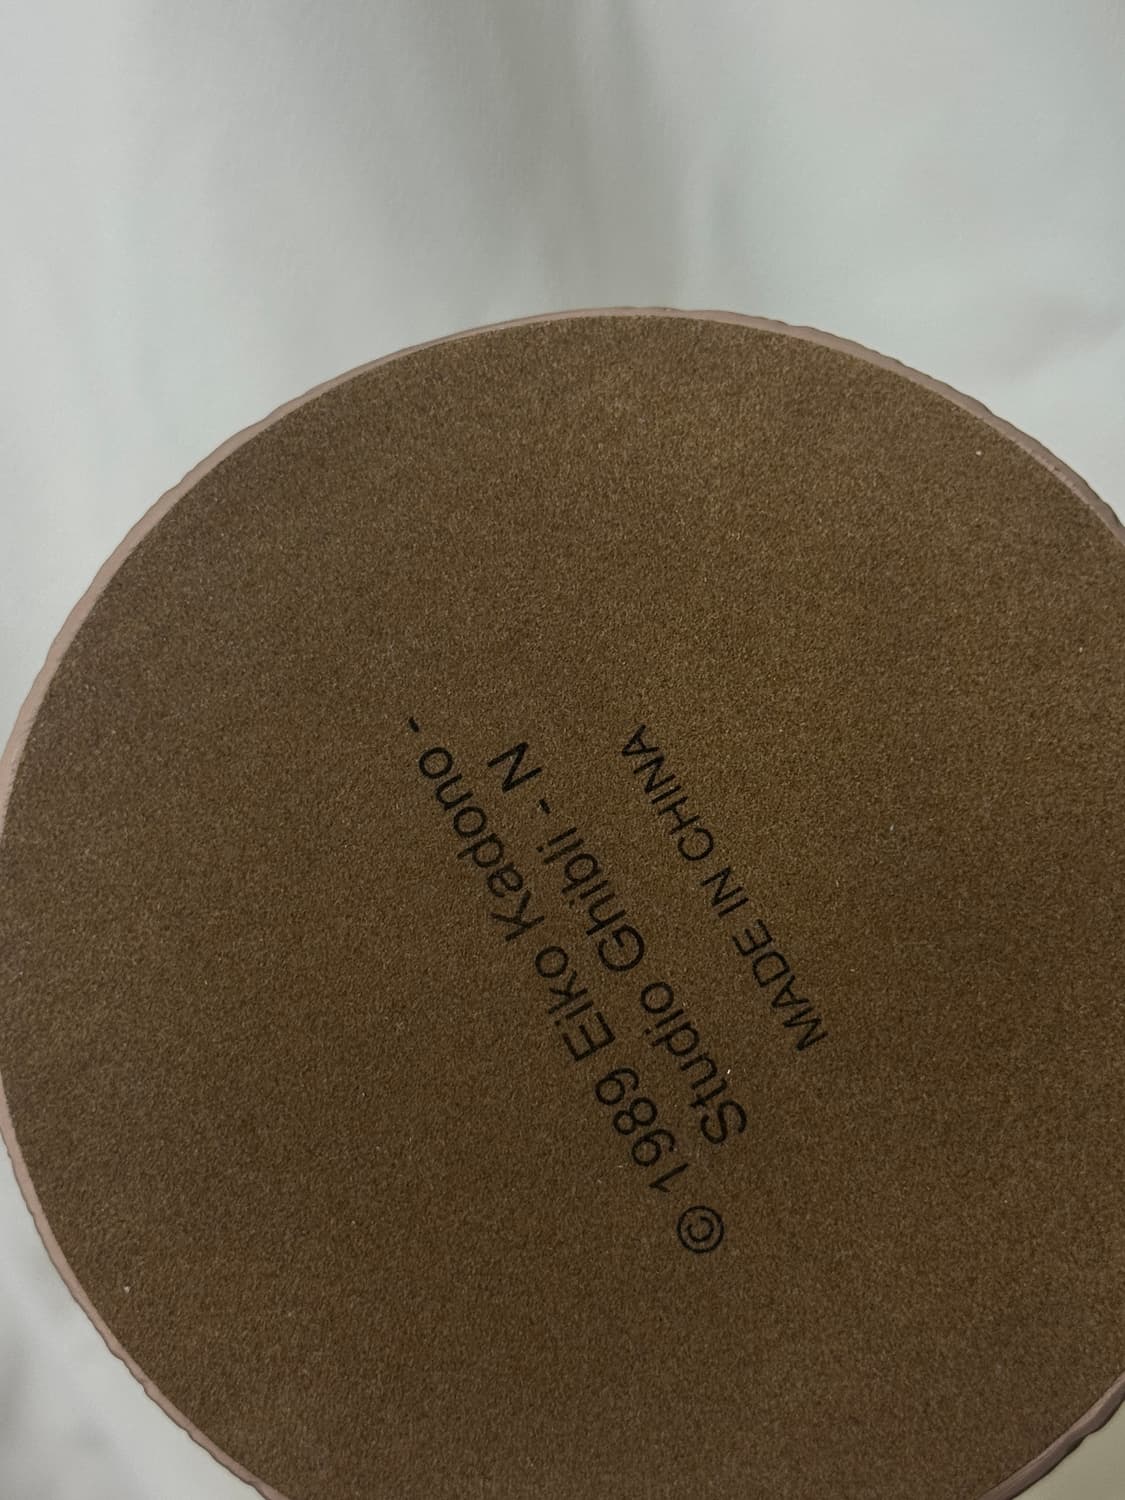 © 1989 Eiko Kadono -
Studio Ghibli - N
MADE IN CHINA